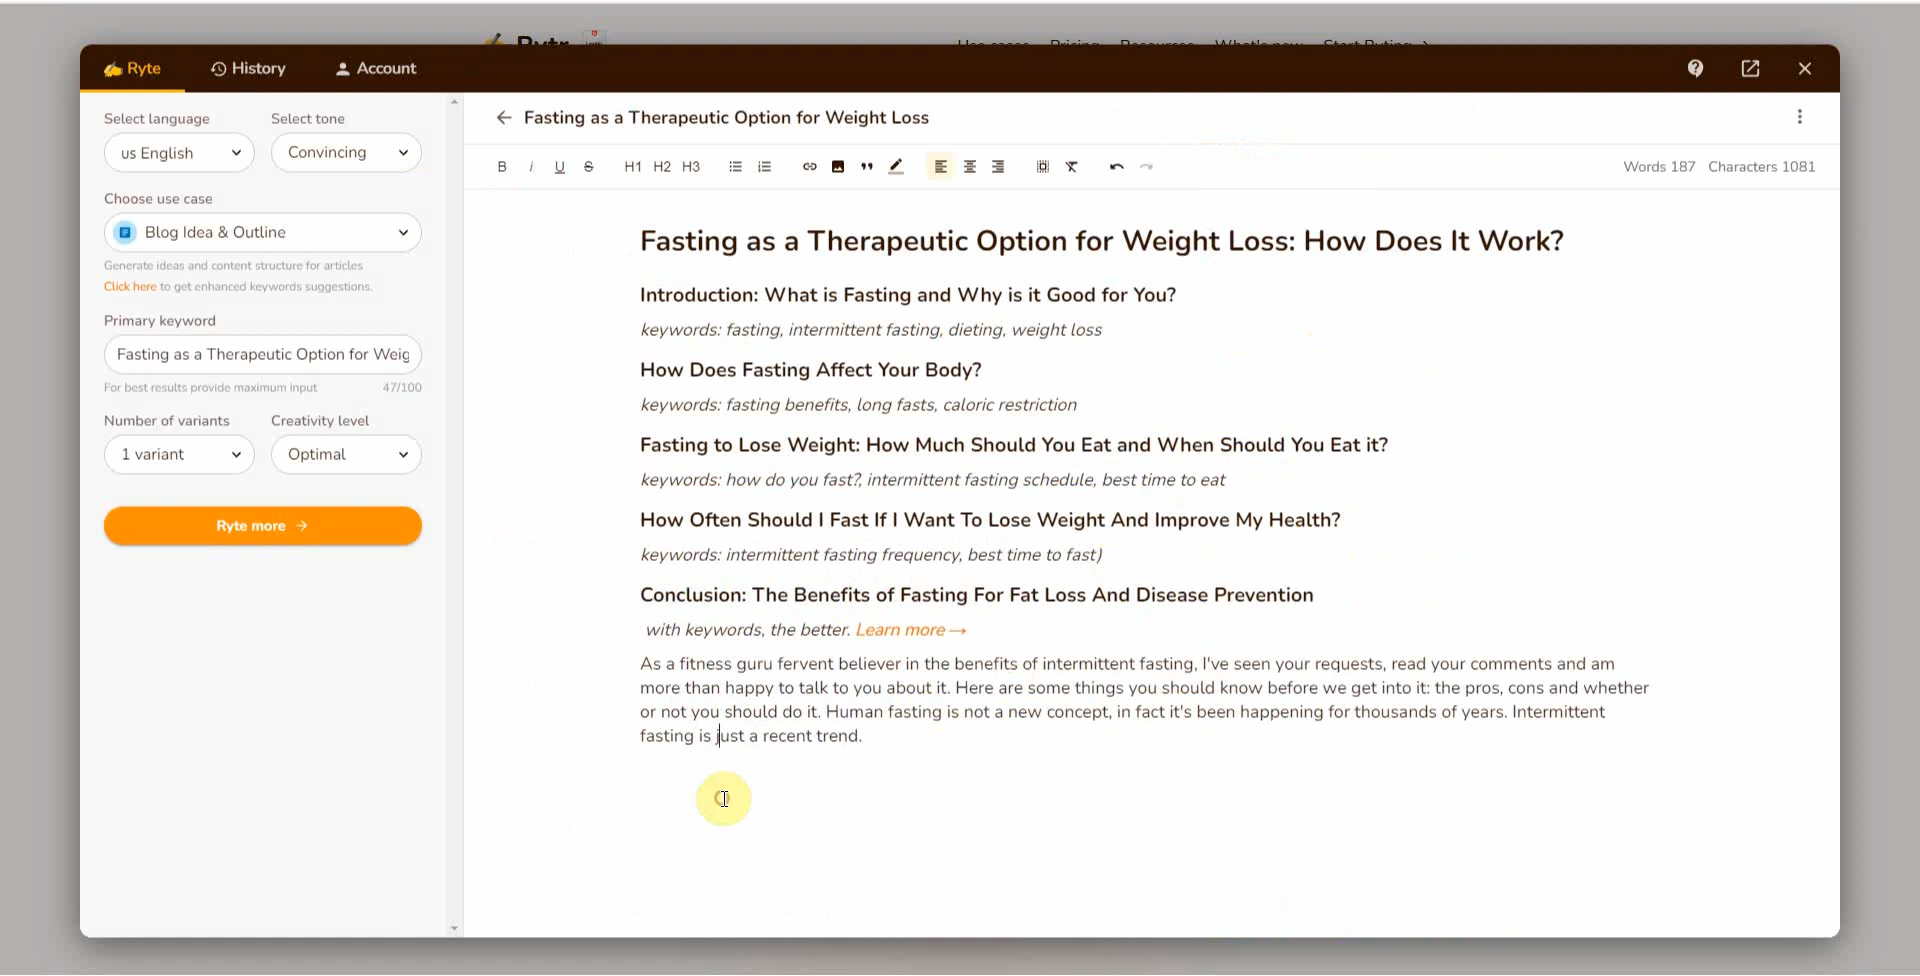 Ryte
History
Account
Select language
Select tone
us English
Convincing
Choose use case
Blog Idea & Outline
Generate ideas and content structure for articles
Click here to get enhanced keywords suggestions.
Primary keyword
Fasting as a Therapeutic Option for Weig
For best results provide maximum input 47/100
Number of variants
Creativity level
1 variant
Optimal
Ryte more →
← Fasting as a Therapeutic Option for Weight Loss
B I U S H1 H2 H3
Words 187 Characters 1081
Fasting as a Therapeutic Option for Weight Loss: How Does It Work?
Introduction: What is Fasting and Why is it Good for You?
keywords: fasting, intermittent fasting, dieting, weight loss
How Does Fasting Affect Your Body?
keywords: fasting benefits, long fasts, caloric restriction
Fasting to Lose Weight: How Much Should You Eat and When Should You Eat it?
keywords: how do you fast?, intermittent fasting schedule, best time to eat
How Often Should I Fast If I Want To Lose Weight And Improve My Health?
keywords: intermittent fasting frequency, best time to fast)
Conclusion: The Benefits of Fasting For Fat Loss And Disease Prevention
with keywords, the better. Learn more →
As a fitness guru fervent believer in the benefits of intermittent fasting, I've seen your requests, read your comments and am
more than happy to talk to you about it. Here are some things you should know before we get into it: the pros, cons and whether
or not you should do it. Human fasting is not a new concept, in fact it's been happening for thousands of years. Intermittent
fasting is just a recent trend.